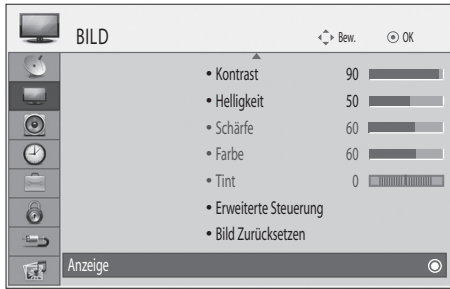 BILD Bew. OK
• Kontrast 90
• Helligkeit 50
• Schärfe 60
• Farbe 60
• Tint 0
• Erweiterte Steuerung
• Bild Zurücksetzen
Anzeige